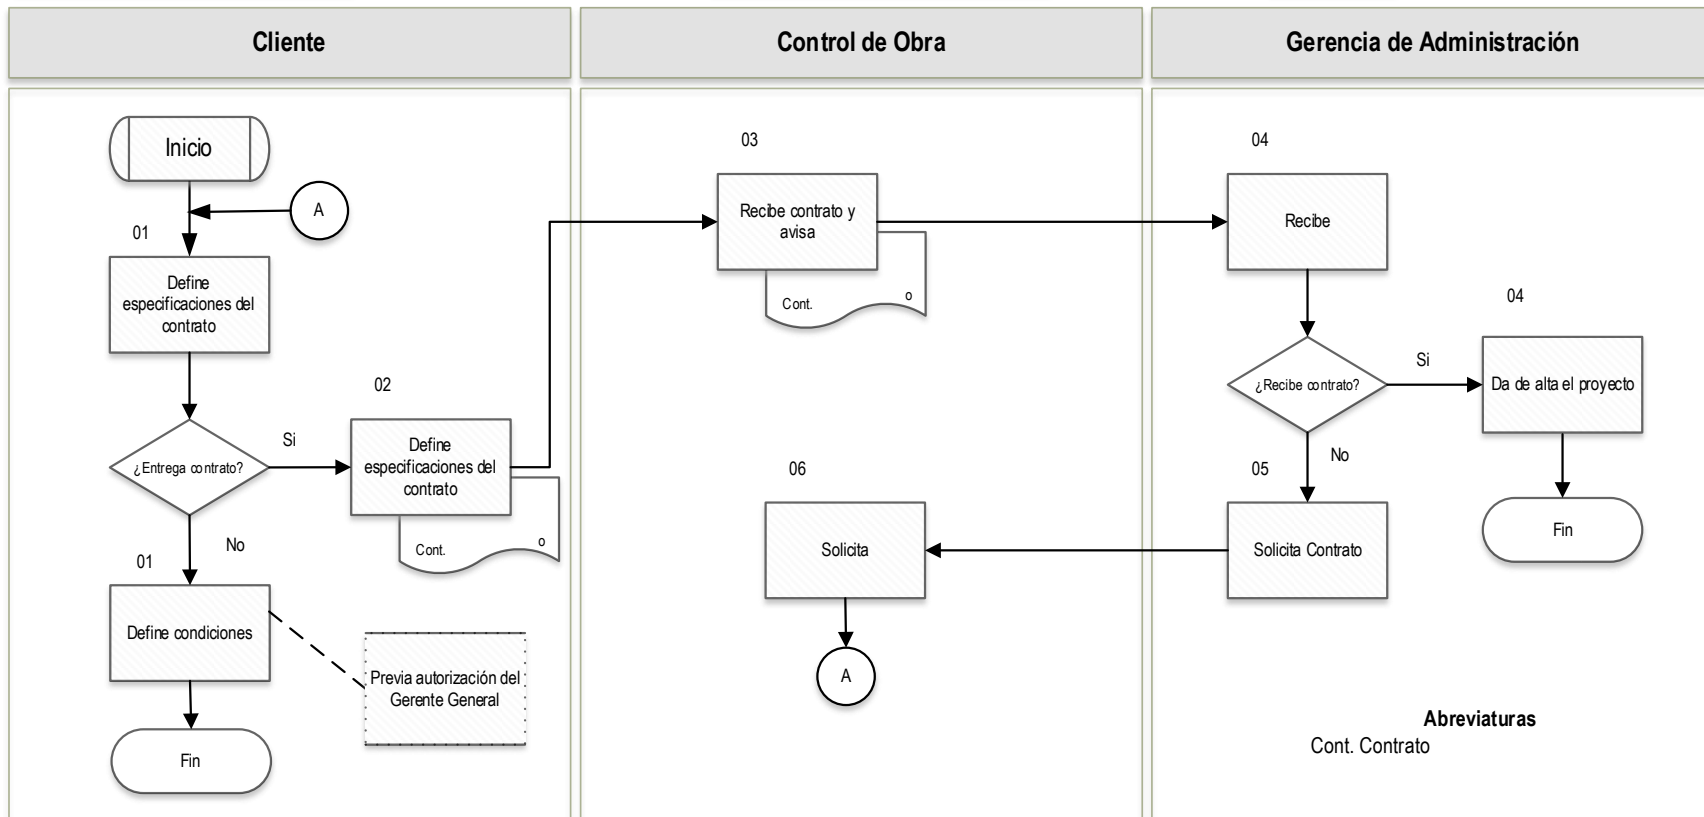 Cliente
Control de Obra
Gerencia de Administración
Inicio
A
01
Define
especificaciones del
contrato
¿Entrega contrato?
Si
02
Define
especificaciones del
contrato
Cont.
o
No
01
Define condiciones
Previa autorización del
Gerente General
Fin
03
Recibe contrato y
avisa
Cont.
o
06
Solicita
A
04
Recibe
¿Recibe contrato?
Si
04
Da de alta el proyecto
Fin
No
05
Solicita Contrato
Abreviaturas
Cont. Contrato